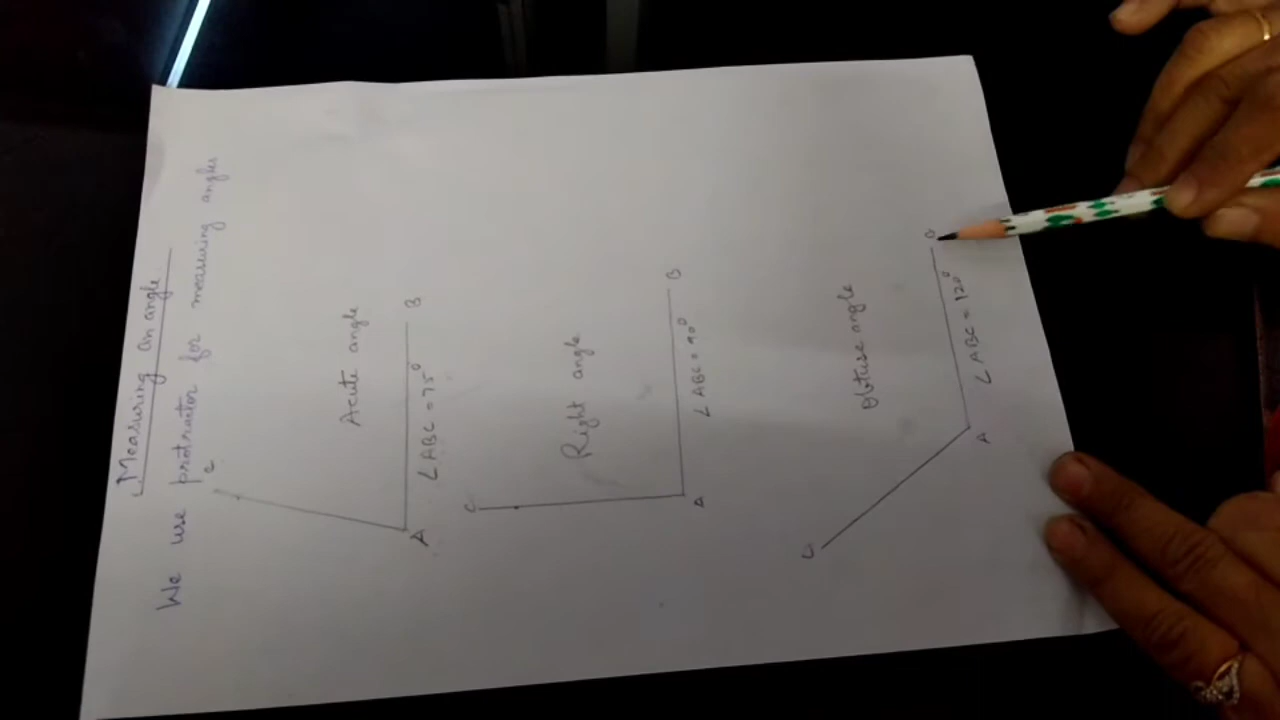 Measuring an angle
We use protractor for measuring angles
C
Acute angle
A B
∠ABC = 75°
C
Right angle
A B
∠ABC = 90°
C
Obtuse angle
A B
∠ABC = 120°